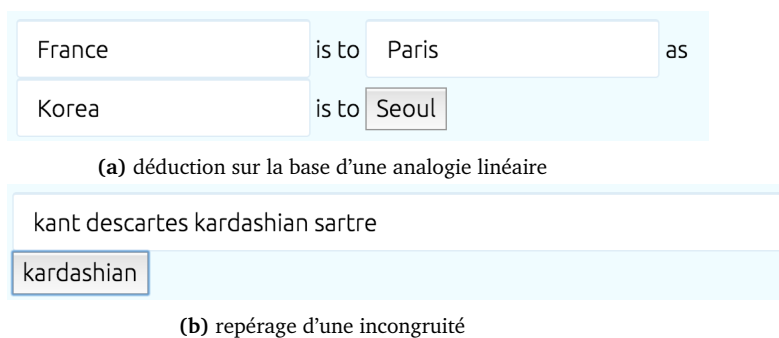 France is to Paris as
Korea is to Seoul
(a) déduction sur la base d'une analogie linéaire
kant descartes kardashian sartre
kardashian
(b) repérage d'une incongruité